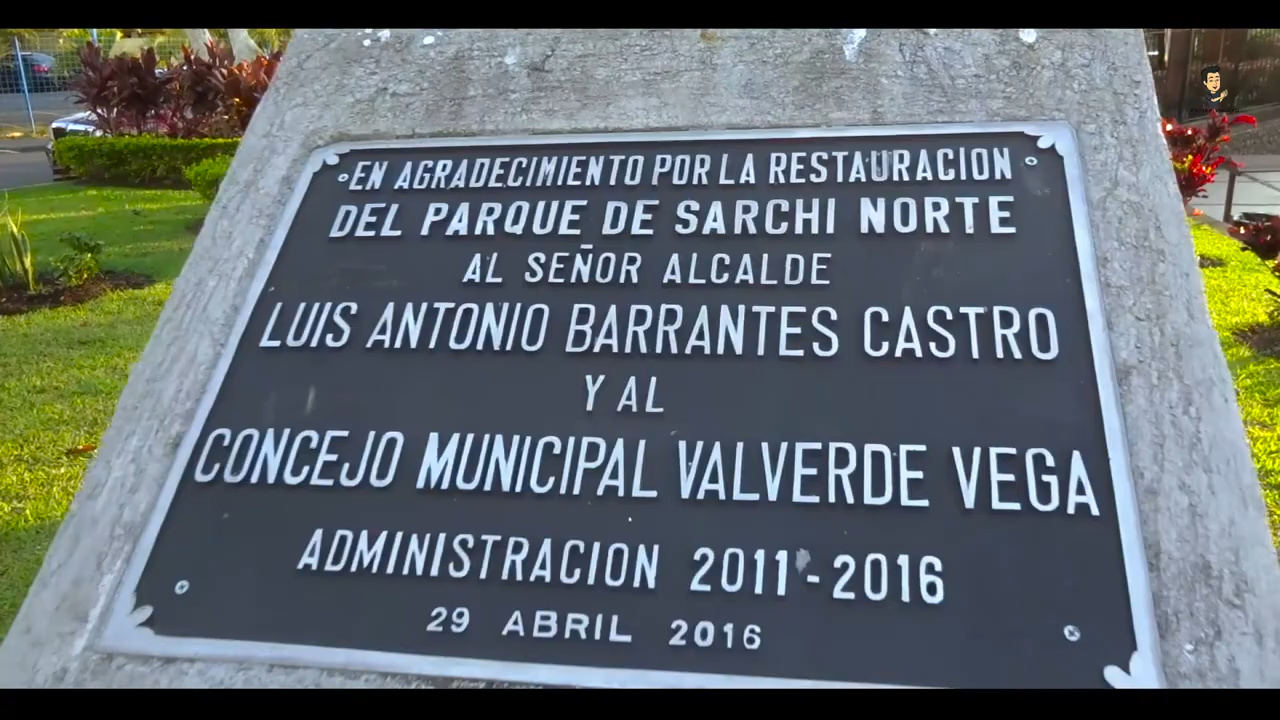 EN AGRADECIMIENTO POR LA RESTAURACION
DEL PARQUE DE SARCHI NORTE
AL SEÑOR ALCALDE
LUIS ANTONIO BARRANTES CASTRO
Y AL
CONCEJO MUNICIPAL VALVERDE VEGA
ADMINISTRACION 2011-2016
29 ABRIL 2016